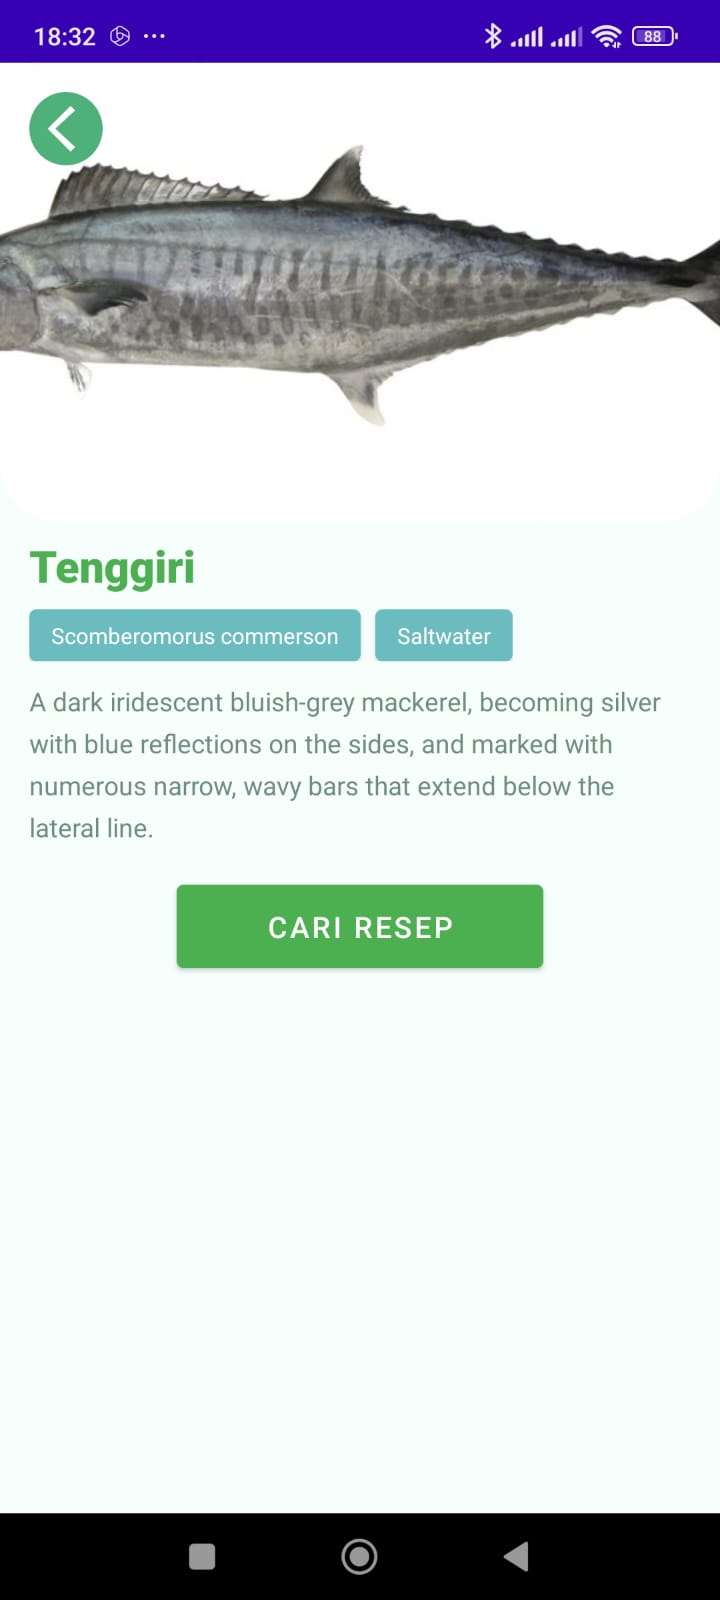 18:32
88
Tenggiri
Scomberomorus commerson
Saltwater
A dark iridescent bluish-grey mackerel, becoming silver
with blue reflections on the sides, and marked with
numerous narrow, wavy bars that extend below the
lateral line.
CARI RESEP